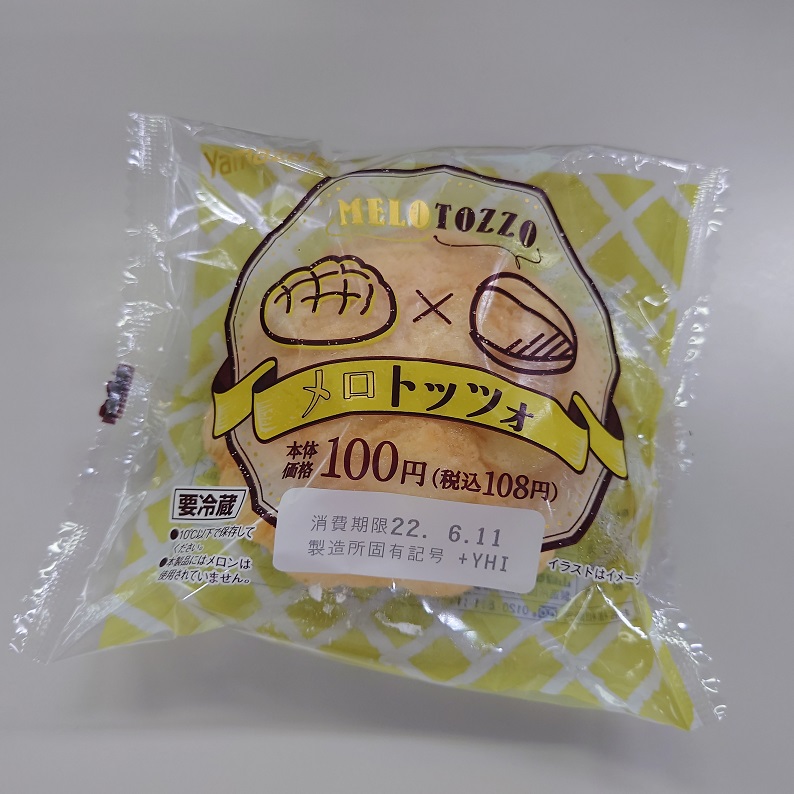 MELOTOZZO
×
メロトッツォ
本体価格 100円(税込108円)
要冷蔵
●10℃以下で保存してください。
●本製品にはメロンは
使用されていません。
消費期限22. 6.11
製造所固有記号 +YHI
イラストはイメージ